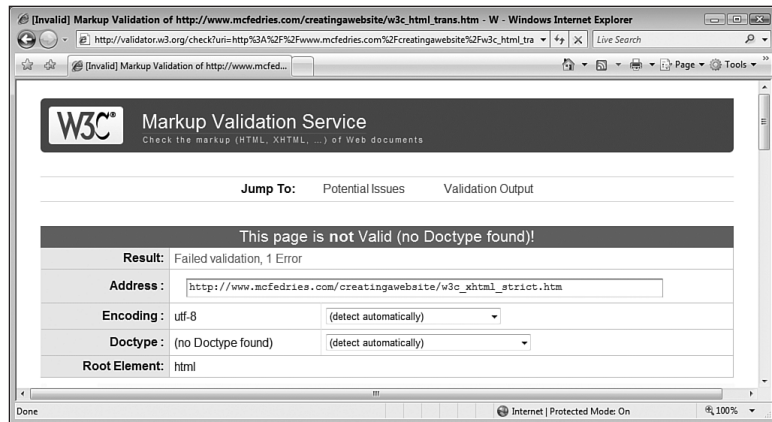 [Invalid] Markup Validation of http://www.mcfedries.com/creatingawebsite/w3c_html_trans.htm - W - Windows Internet Explorer
http://validator.w3.org/check?uri=http%3A%2F%2Fwww.mcfedries.com%2Fcreatingawebsite%2Fw3c_html_tra Live Search
[Invalid] Markup Validation of http://www.mcfed... Page Tools
W3C® Markup Validation Service
Check the markup (HTML, XHTML, ...) of Web documents
Jump To: Potential Issues Validation Output
This page is not Valid (no Doctype found)!
Result: Failed validation, 1 Error
Address : http://www.mcfedries.com/creatingawebsite/w3c_xhtml_strict.htm
Encoding : utf-8 (detect automatically)
Doctype : (no Doctype found) (detect automatically)
Root Element: html
Done Internet | Protected Mode: On 100%